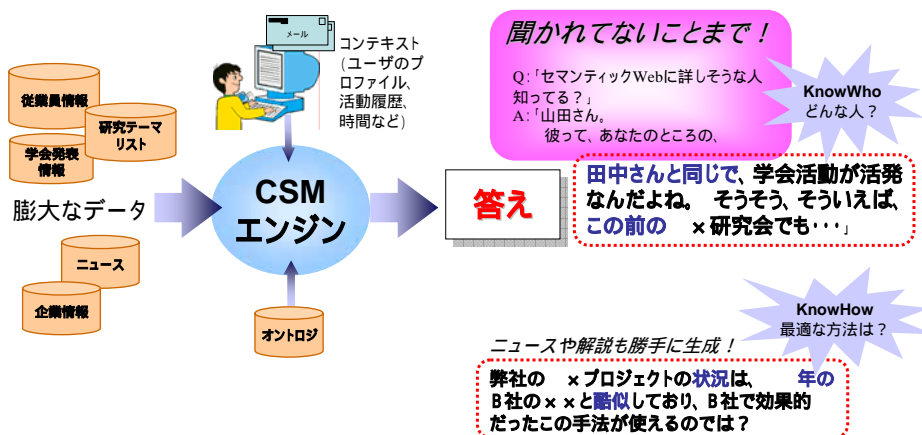 メール
コンテキスト
(ユーザのプ
ロファイル、
活動履歴、
時間など)
従業員情報
研究テーマ
リスト
学会発表
情報
膨大なデータ
ニュース
企業情報
CSM
エンジン
オントロジ
答え
聞かれてないことまで！
Q:「セマンティックWebに詳しそうな人
知ってる？」
A:「山田さん。
彼って、あなたのところの、
KnowWho
どんな人？
田中さんと同じで、学会活動が活発
なんだよね。 そうそう、そういえば、
この前の ×研究会でも･･･」
KnowHow
最適な方法は？
ニュースや解説も勝手に生成！
弊社の ×プロジェクトの状況は、 年の
B社の××と酷似しており、B社で効果的
だったこの手法が使えるのでは？